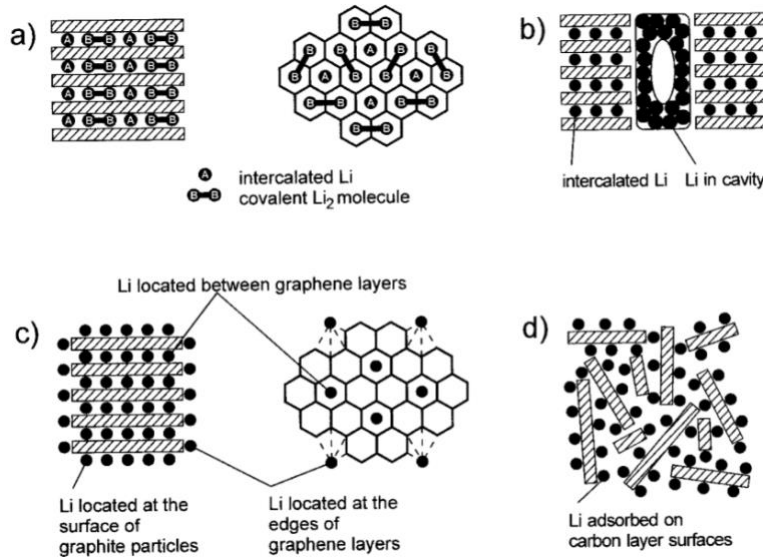 a)
A B B A B B
A B B A B B
A B B A B B
A B B A B B
B B
B A B
B B B B
A A
B B
B B A B B
B B
A intercalated Li
B B covalent Li2 molecule
b)
intercalated Li
Li in cavity
c)
Li located between graphene layers
Li located at the
surface of
graphite particles
Li located at the
edges of
graphene layers
d)
Li adsorbed on
carbon layer surfaces